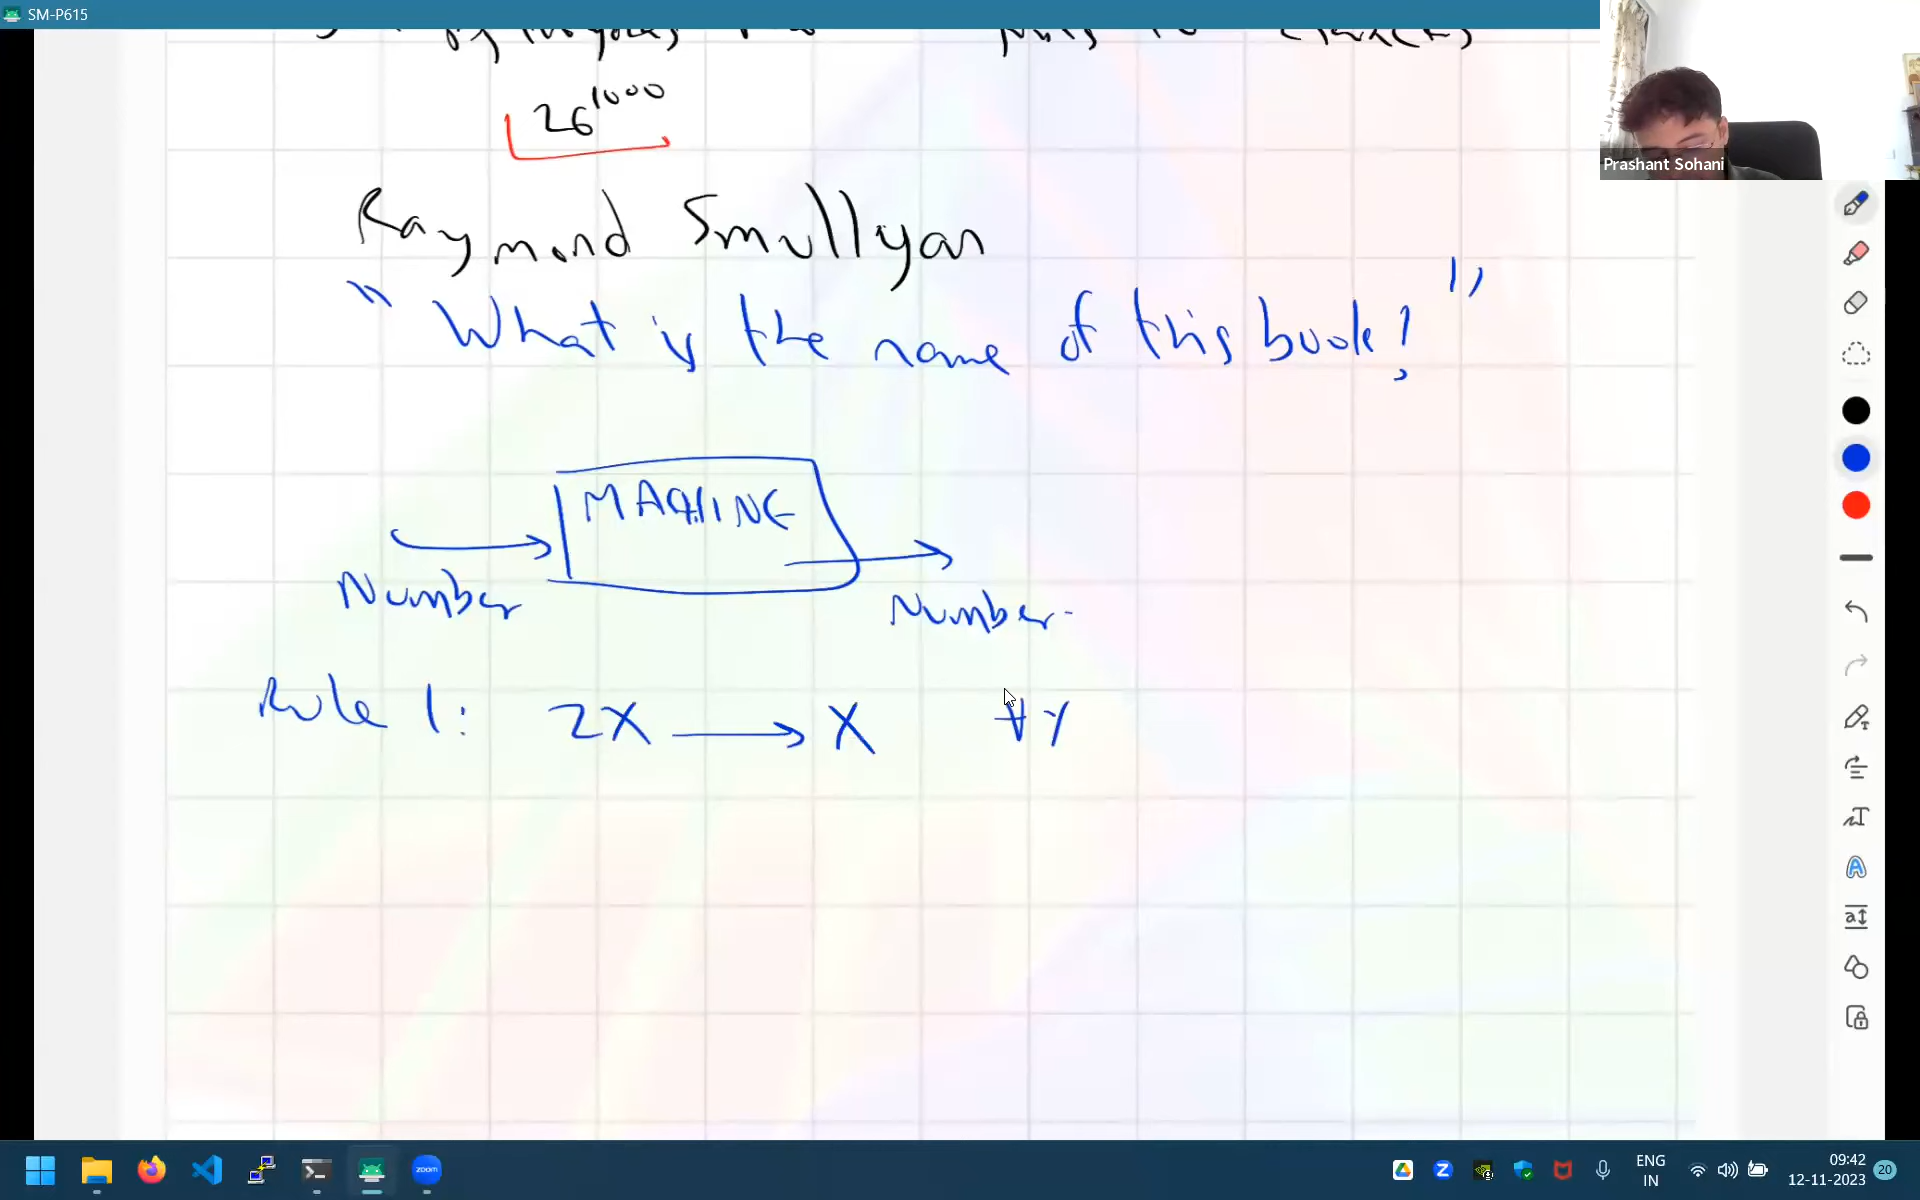 SM-P615
Prashant Sohani
26^1000
Raymond Smullyan
"What is the name of this book?"
MACHINE
Number
Number
Rule 1: 2X → X ∀
zoom
ENG
IN
09:42
12-11-2023
20